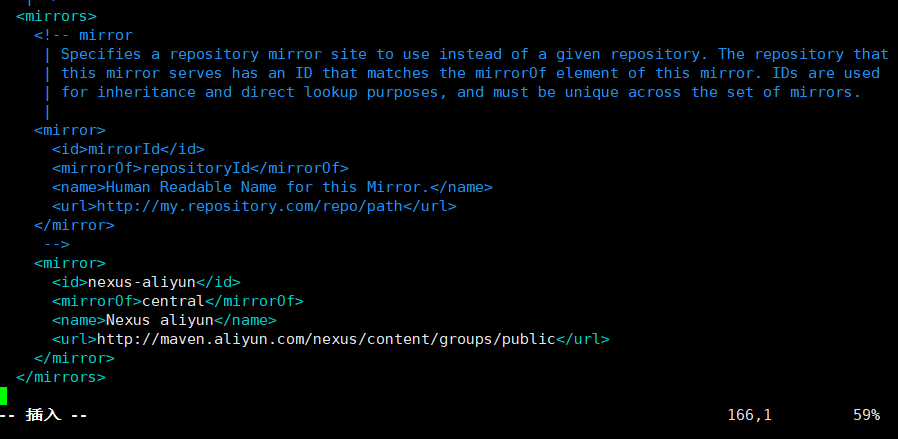 <mirrors>
<!-- mirror
| Specifies a repository mirror site to use instead of a given repository. The repository that
| this mirror serves has an ID that matches the mirrorOf element of this mirror. IDs are used
| for inheritance and direct lookup purposes, and must be unique across the set of mirrors.
|
<mirror>
<id>mirrorId</id>
<mirrorOf>repositoryId</mirrorOf>
<name>Human Readable Name for this Mirror.</name>
<url>http://my.repository.com/repo/path</url>
</mirror>
-->
<mirror>
<id>nexus-aliyun</id>
<mirrorOf>central</mirrorOf>
<name>Nexus aliyun</name>
<url>http://maven.aliyun.com/nexus/content/groups/public</url>
</mirror>
</mirrors>
-- 插入 -- 166,1 59%